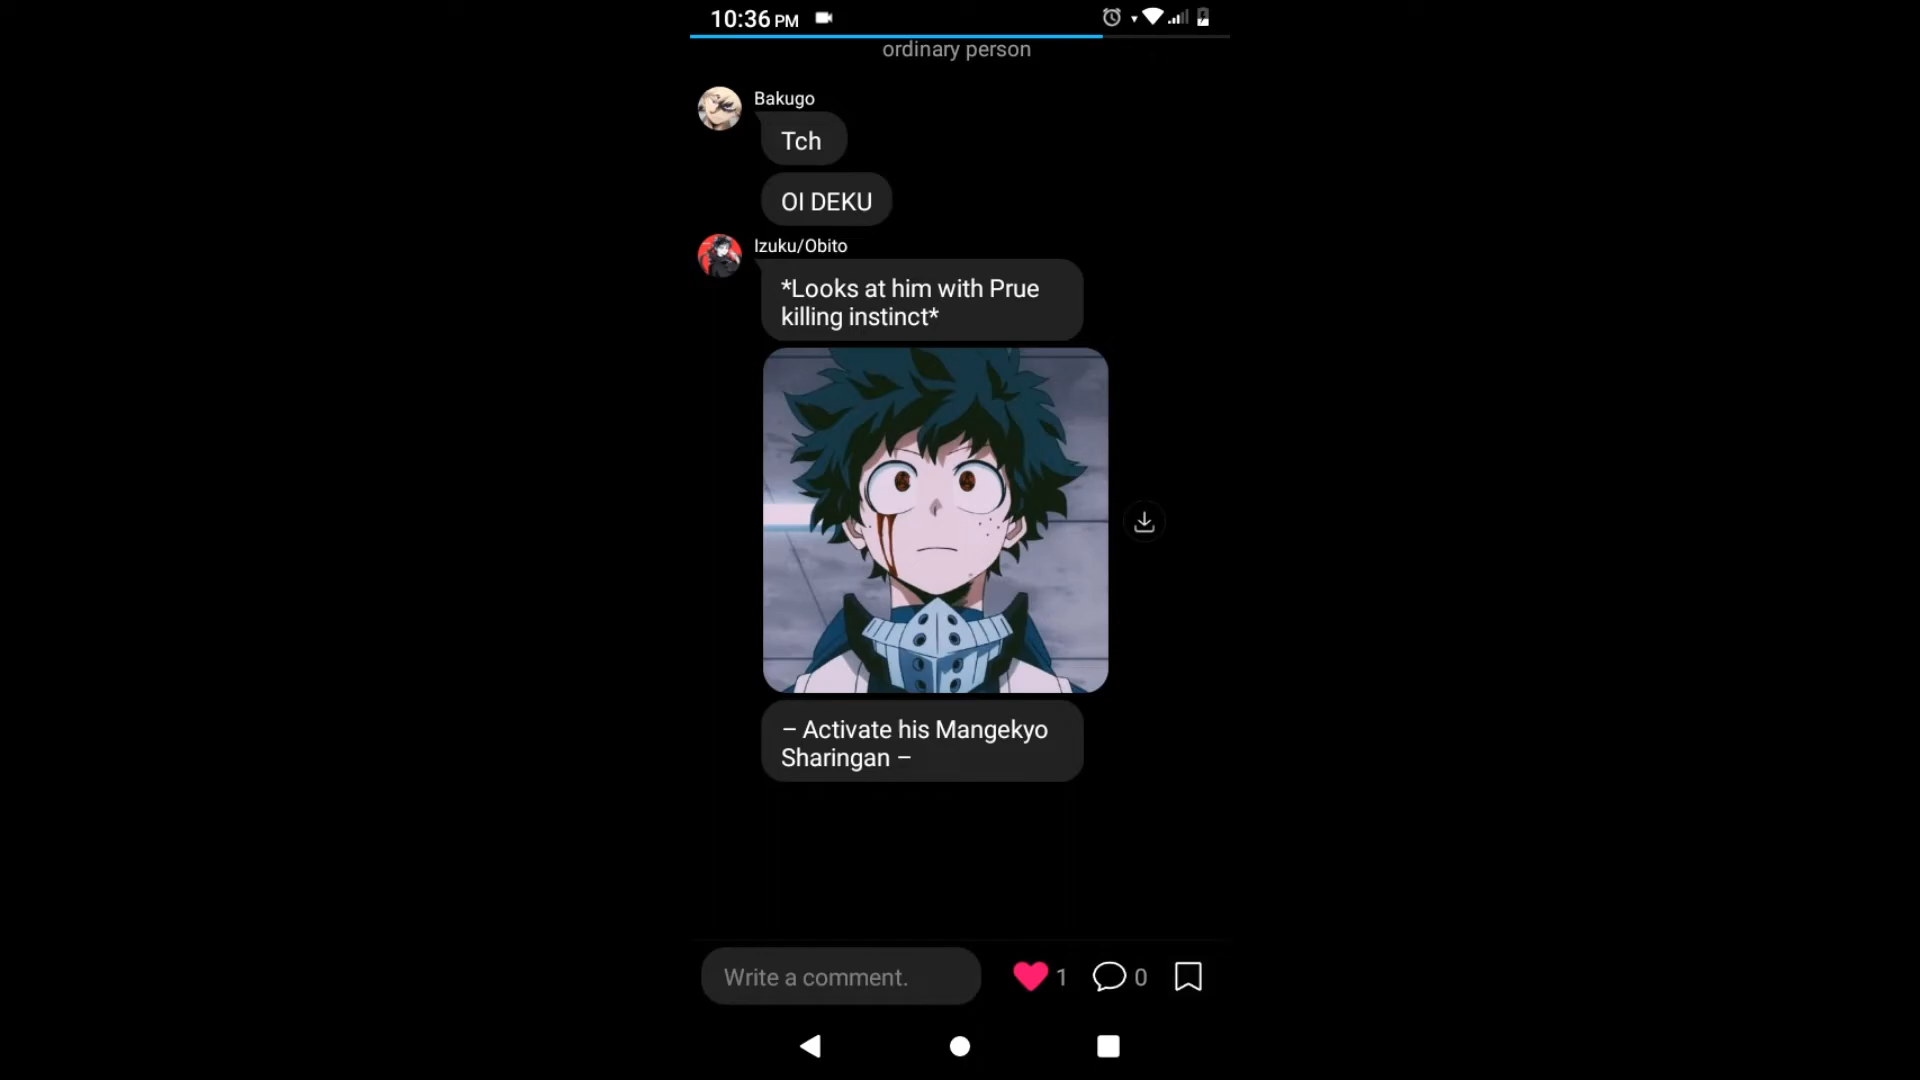 10:36 PM
ordinary person
Bakugo
Tch
OI DEKU
Izuku/Obito
*Looks at him with Prue
killing instinct*
– Activate his Mangekyo
Sharingan –
Write a comment.
1
0